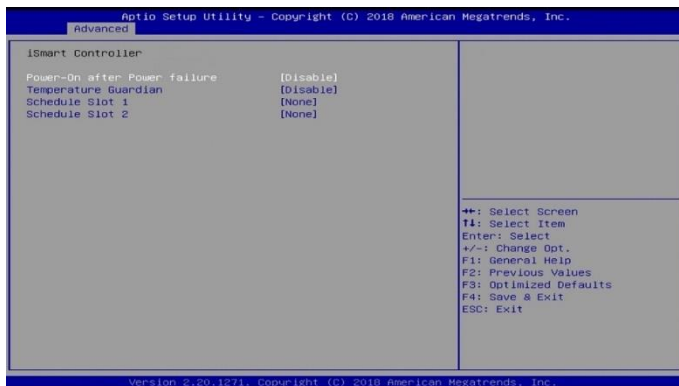 Aptio Setup Utility – Copyright (C) 2018 American Megatrends, Inc.
Advanced
iSmart Controller
Power-On after Power failure [Disable]
Temperature Guardian [Disable]
Schedule Slot 1 [None]
Schedule Slot 2 [None]
→←: Select Screen
↑↓: Select Item
Enter: Select
+/-: Change Opt.
F1: General Help
F2: Previous Values
F3: Optimized Defaults
F4: Save & Exit
ESC: Exit
Version 2.20.1271. Copyright (C) 2018 American Megatrends, Inc.